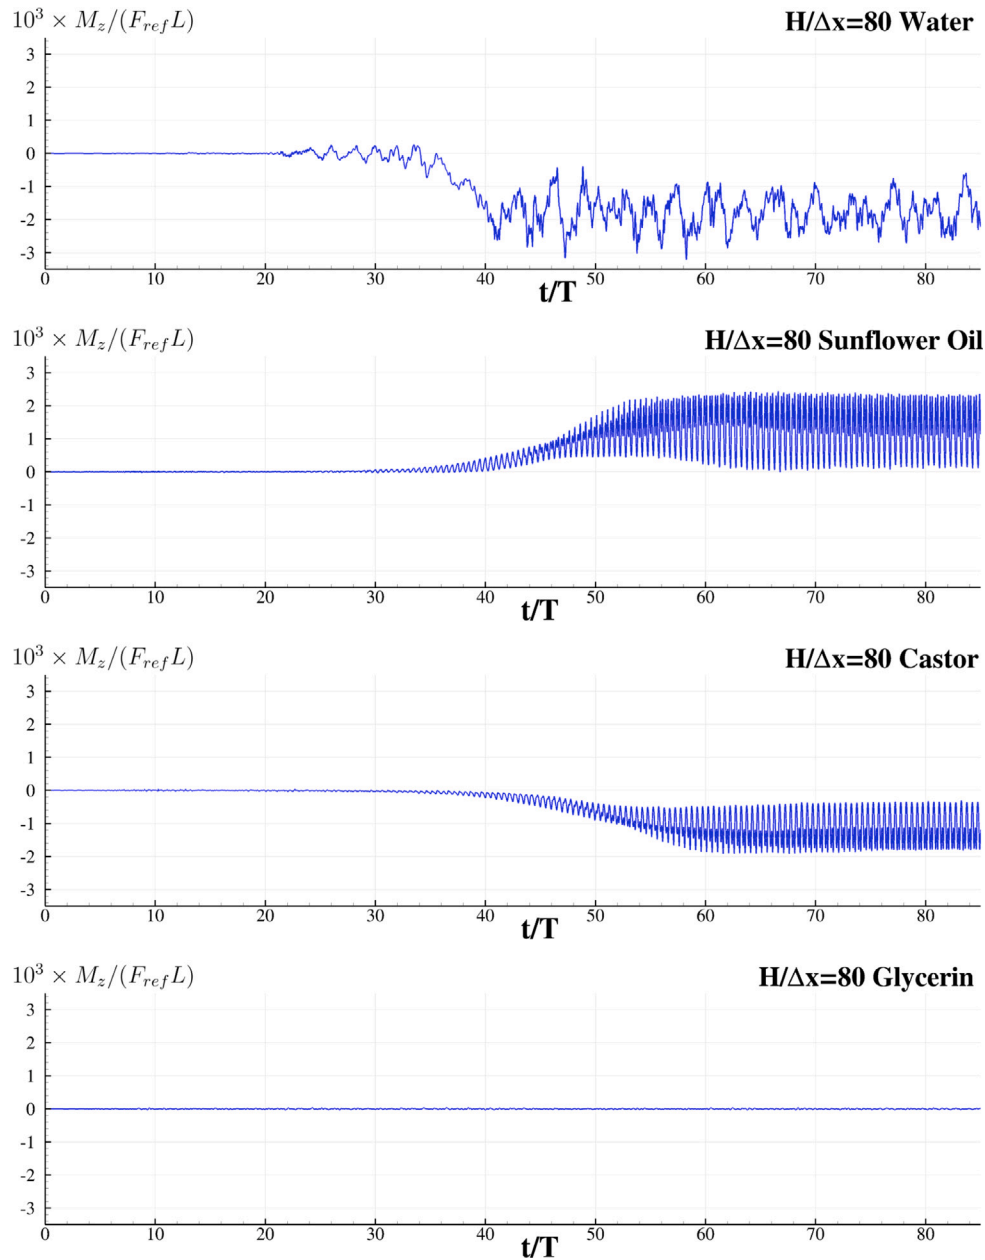 10³ × M_z/(F_ref L) H/Δx=80 Water
3
2
1
0
-1
-2
-3
0 10 20 30 40 50 60 70 80
t/T
10³ × M_z/(F_ref L) H/Δx=80 Sunflower Oil
3
2
1
0
-1
-2
-3
0 10 20 30 40 50 60 70 80
t/T
10³ × M_z/(F_ref L) H/Δx=80 Castor
3
2
1
0
-1
-2
-3
0 10 20 30 40 50 60 70 80
t/T
10³ × M_z/(F_ref L) H/Δx=80 Glycerin
3
2
1
0
-1
-2
-3
0 10 20 30 40 50 60 70 80
t/T